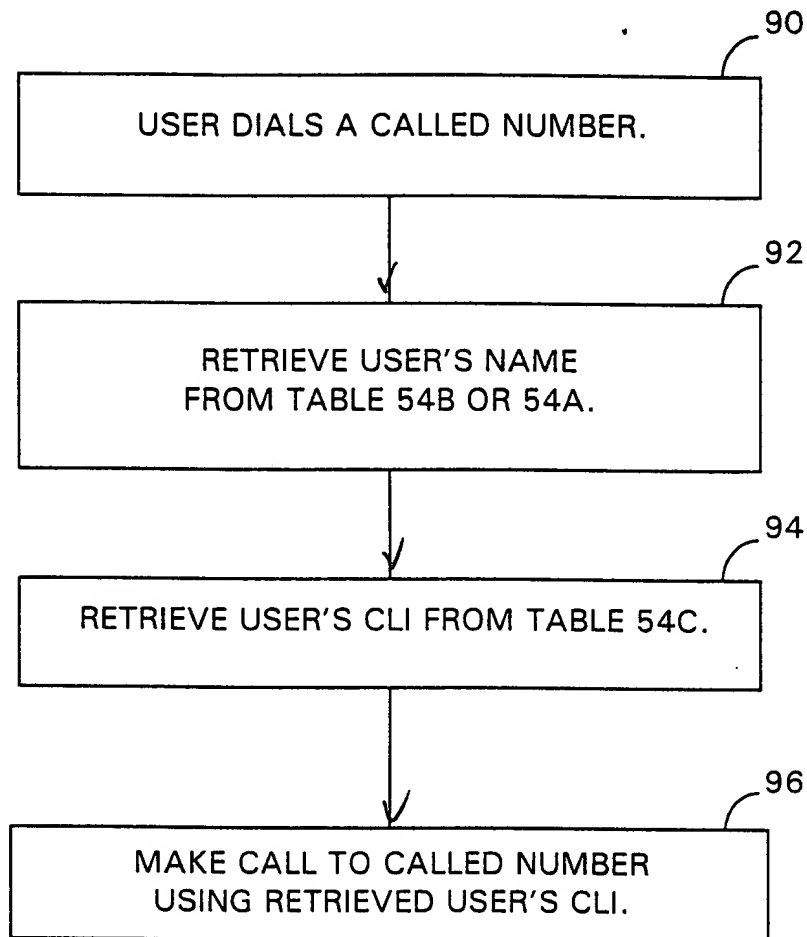 90
USER DIALS A CALLED NUMBER.
92
RETRIEVE USER'S NAME
FROM TABLE 54B OR 54A.
94
RETRIEVE USER'S CLI FROM TABLE 54C.
96
MAKE CALL TO CALLED NUMBER
USING RETRIEVED USER'S CLI.